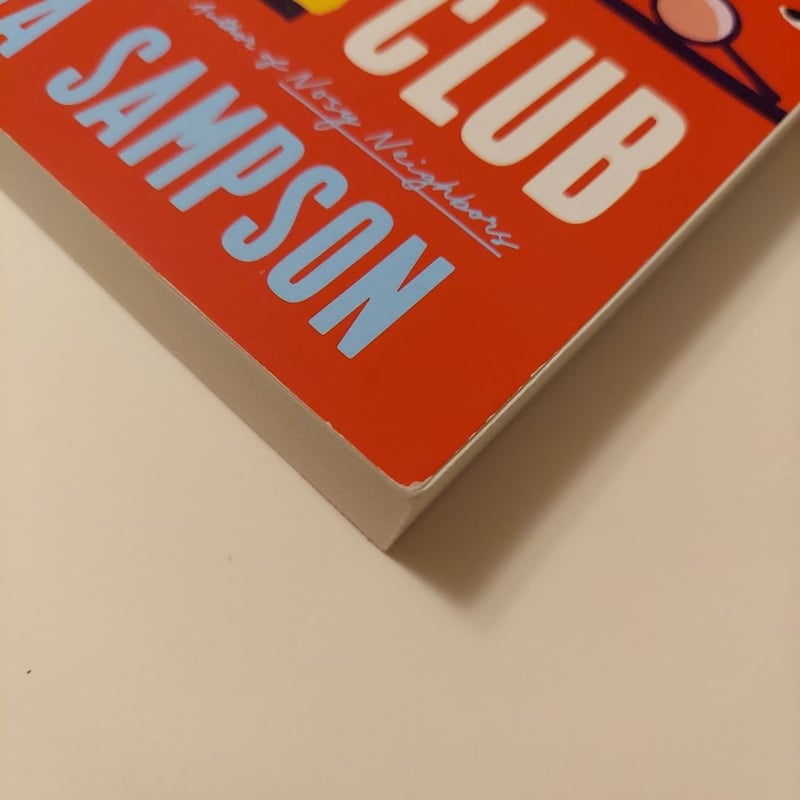 CLUB
Author of Nosy Neighbors
A SAMPSON